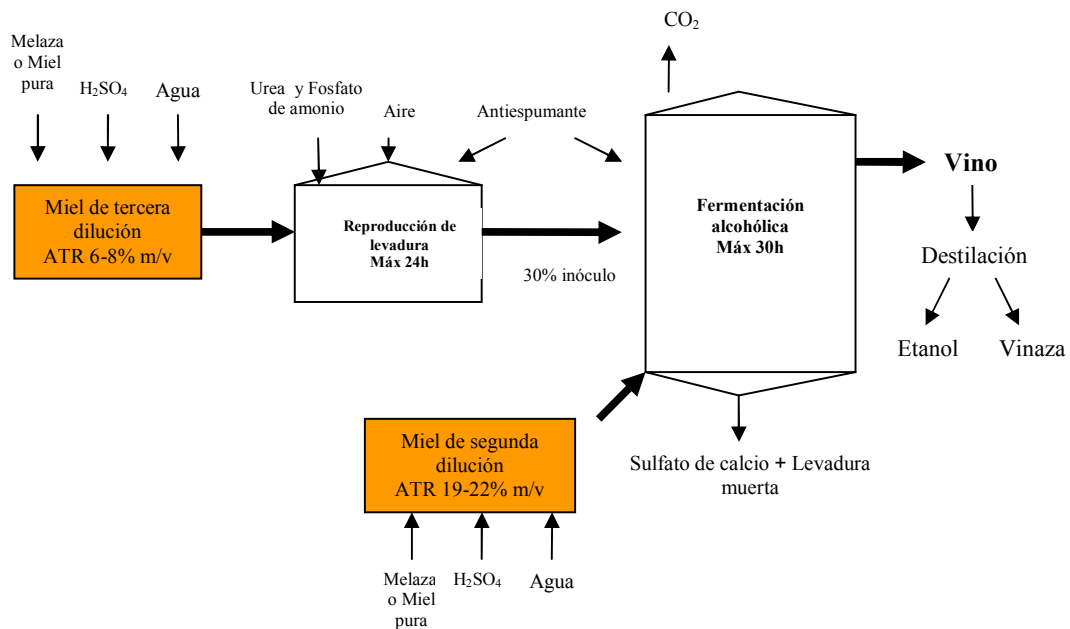 CO₂
Melaza
o Miel
pura
H₂SO₄
Agua
Urea y Fosfato
de amonio
Aire
Antiespumante
Miel de tercera
dilución
ATR 6-8% m/v
Reproducción de
levadura
Máx 24h
30% inóculo
Fermentación
alcohólica
Máx 30h
Vino
Destilación
Etanol
Vinaza
Miel de segunda
dilución
ATR 19-22% m/v
Sulfato de calcio + Levadura
muerta
Melaza
o Miel
pura
H₂SO₄
Agua